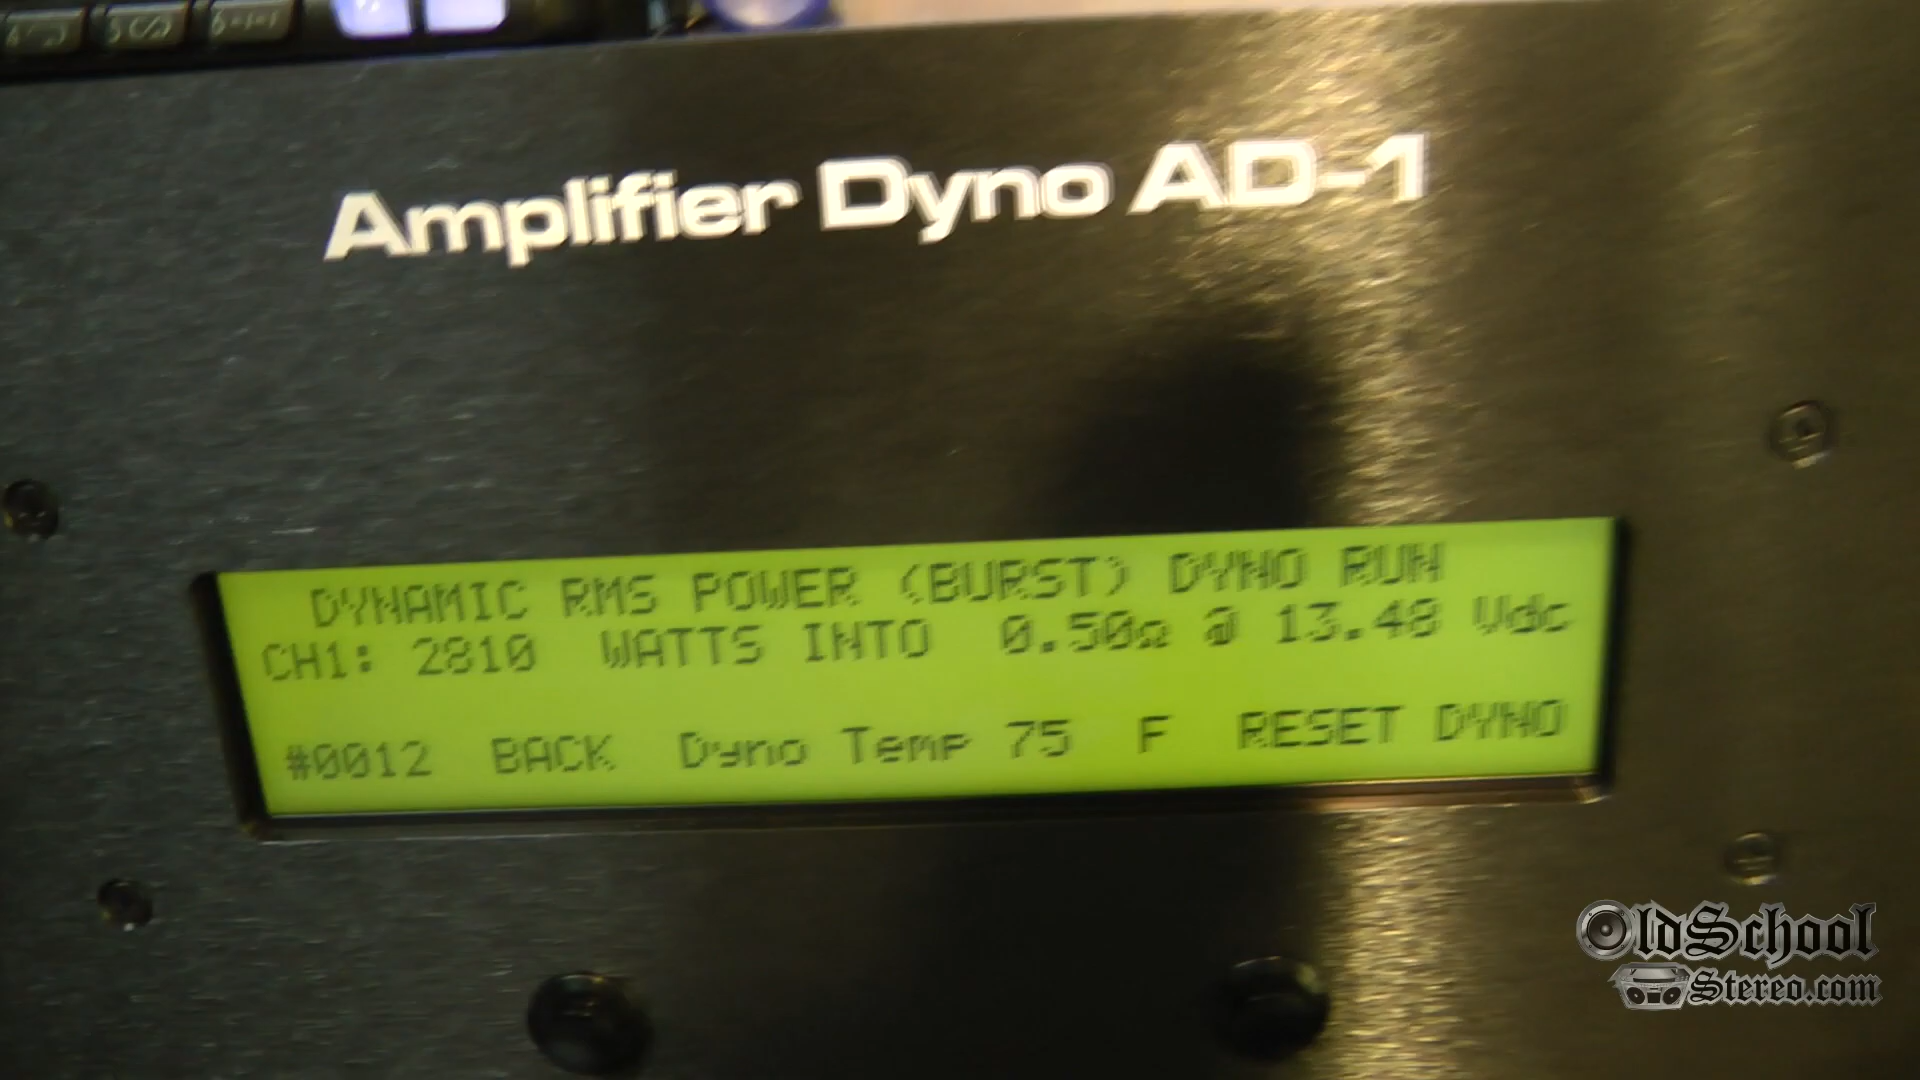 Amplifier Dyno AD-1
DYNAMIC RMS POWER (BURST) DYNO RUN
CH1: 2810 WATTS INTO 0.50Ω @ 13.48 Vdc
#0012 BACK Dyno Temp 75 F RESET DYNO
OldSchool
Stereo.com